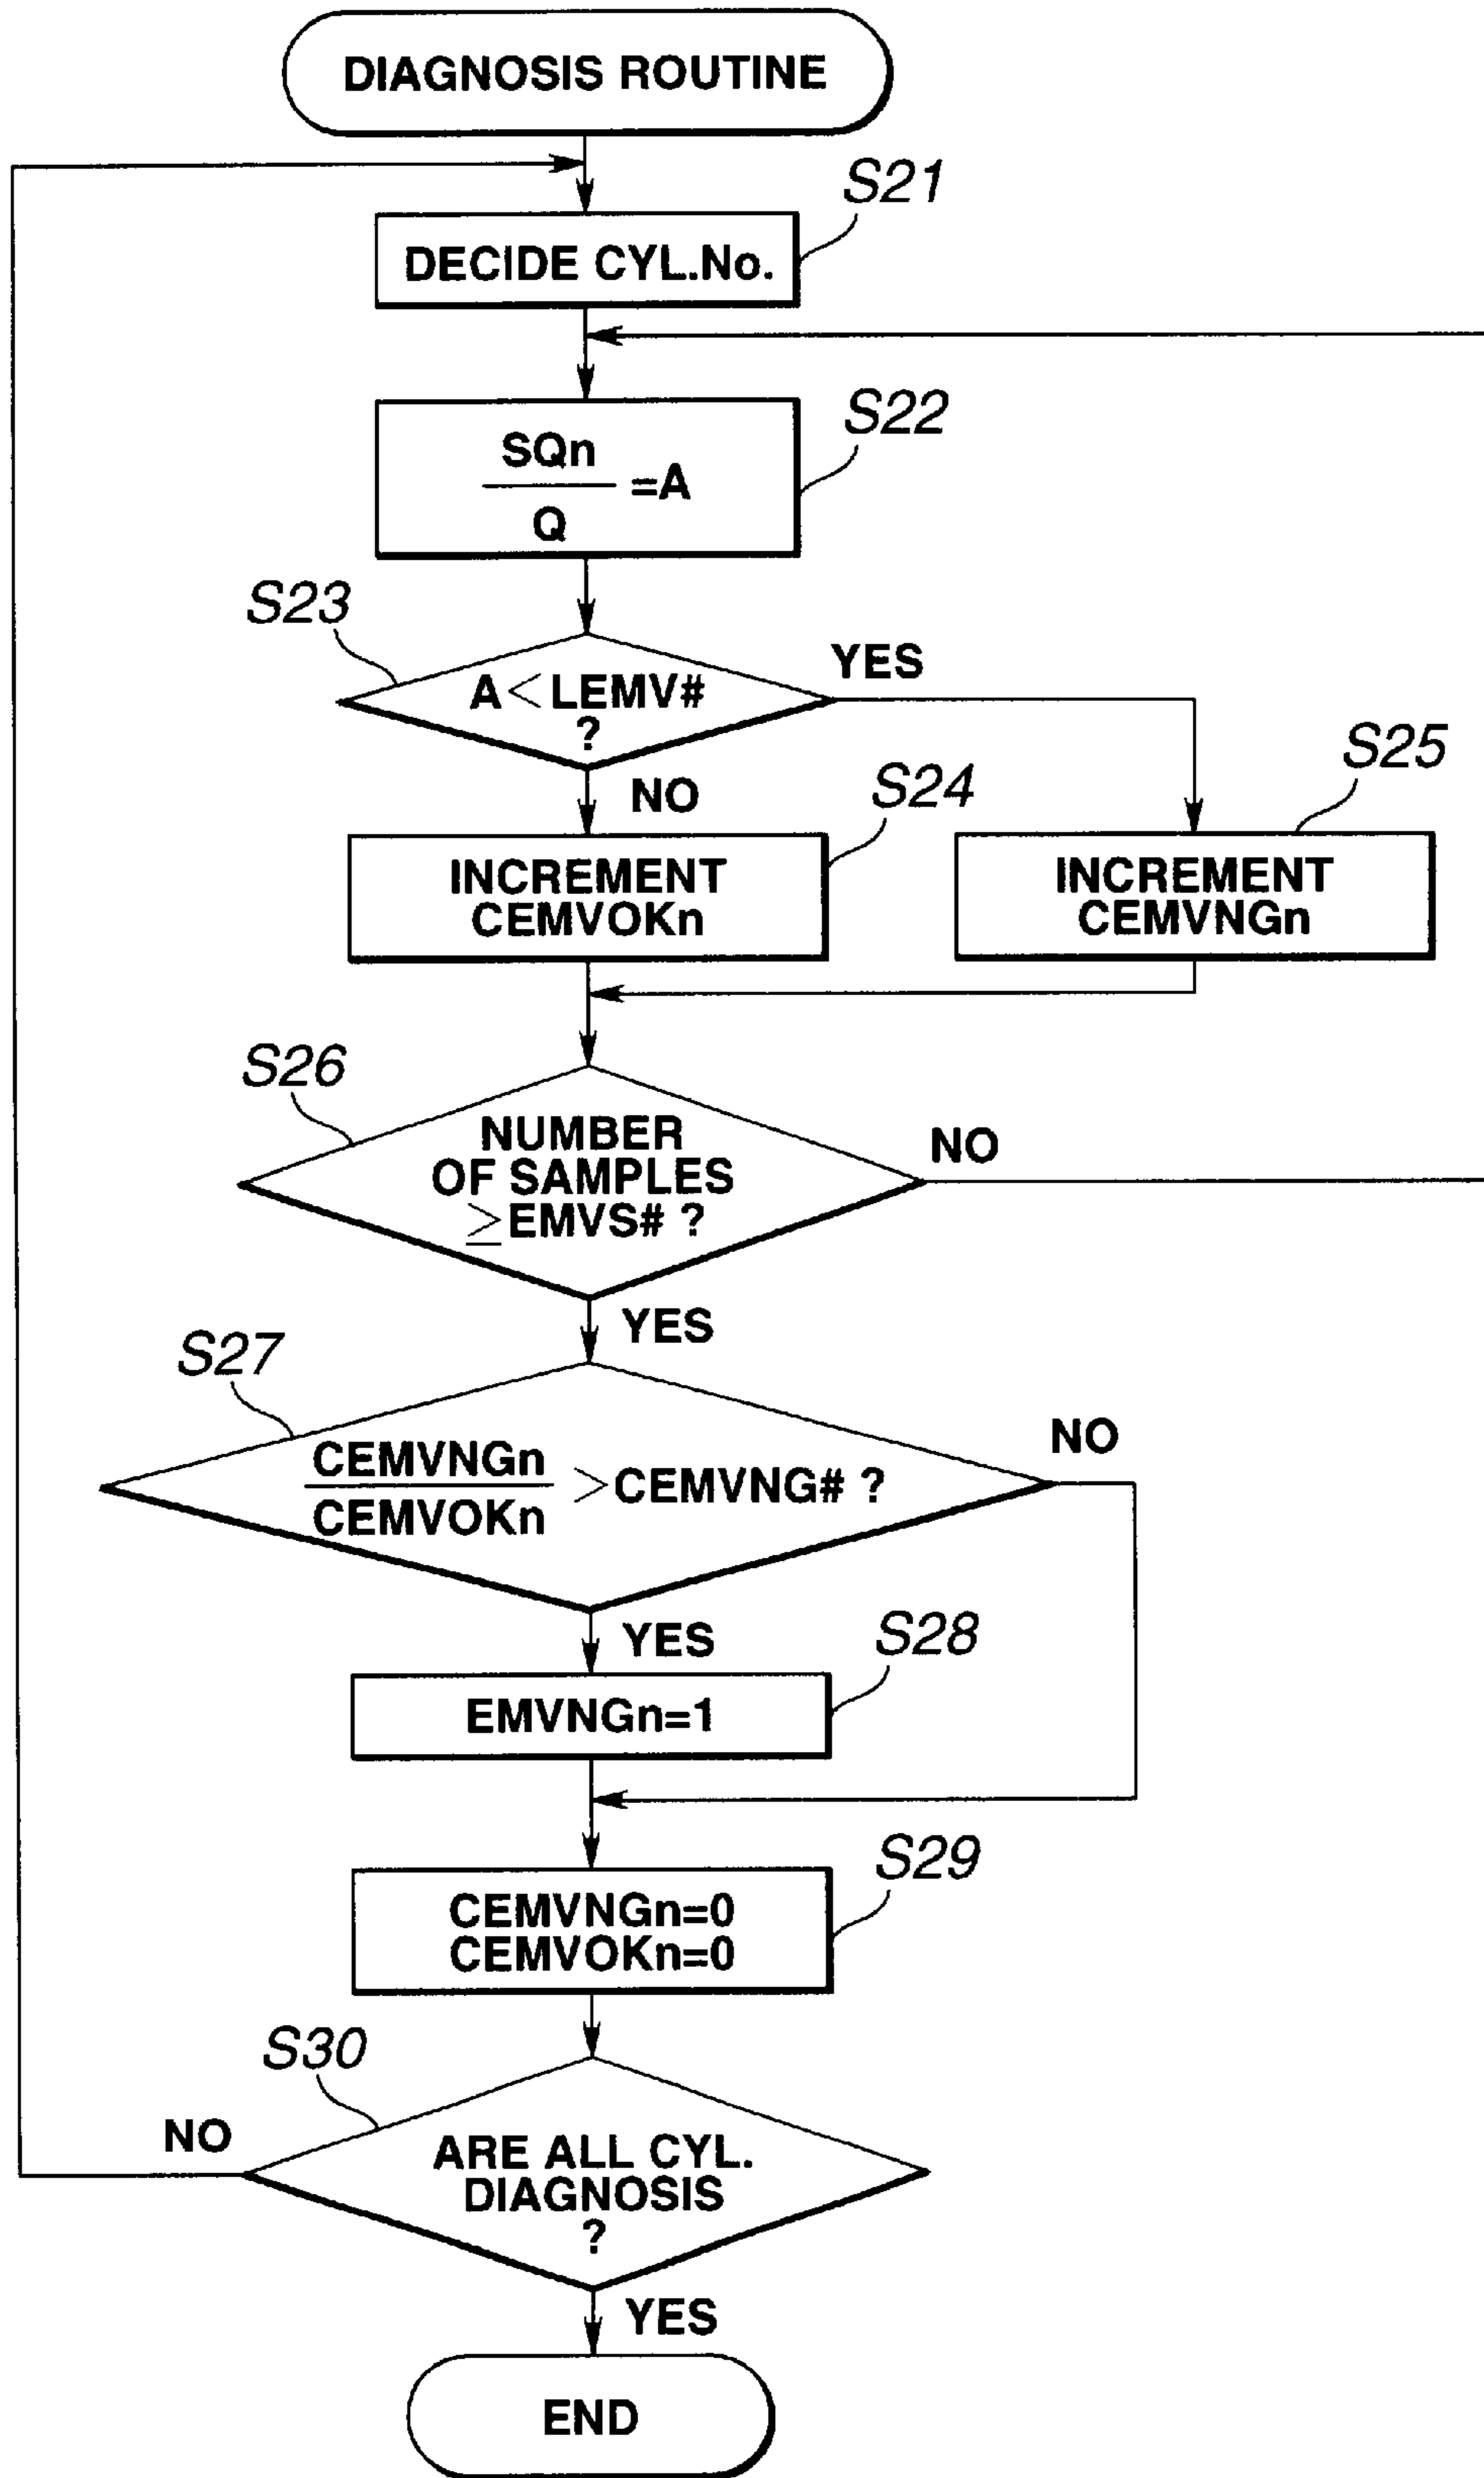 DIAGNOSIS ROUTINE
S21
DECIDE CYL.No.
S22
SQn
=A
Q
S23
YES
A<LEMV#
?
NO
S24
S25
INCREMENT
CEMVOKn
INCREMENT
CEMVNGn
S26
NUMBER
OF SAMPLES
≥EMVS# ?
NO
YES
S27
NO
CEMVNGn
>CEMVNG# ?
CEMVOKn
YES
S28
EMVNGn=1
S29
CEMVNGn=0
CEMVOKn=0
S30
NO
ARE ALL CYL.
DIAGNOSIS
?
YES
END